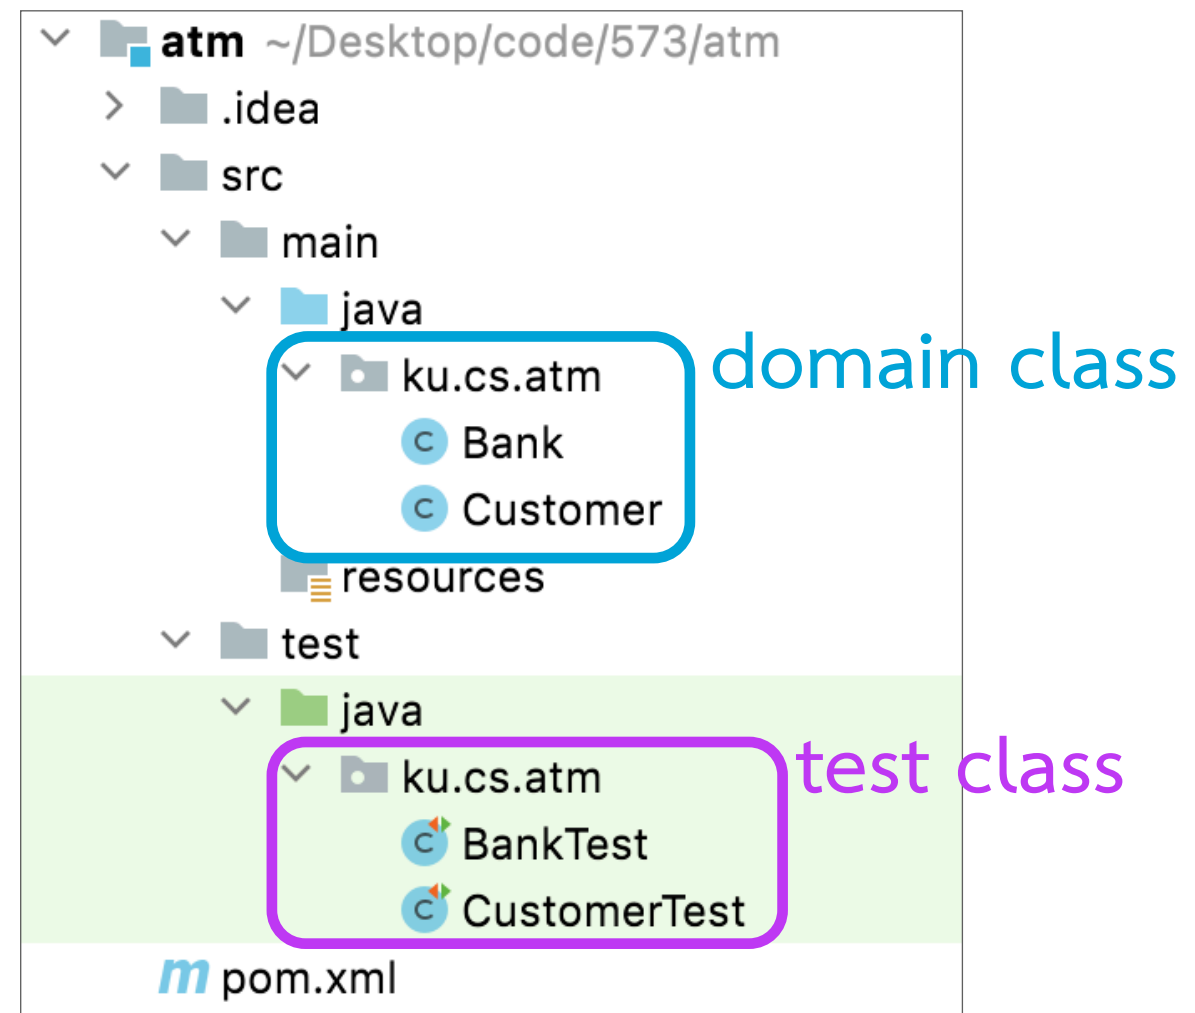 atm ~/Desktop/code/573/atm
.idea
src
main
java
ku.cs.atm
domain class
C Bank
C Customer
resources
test
java
ku.cs.atm
test class
C BankTest
C CustomerTest
m pom.xml